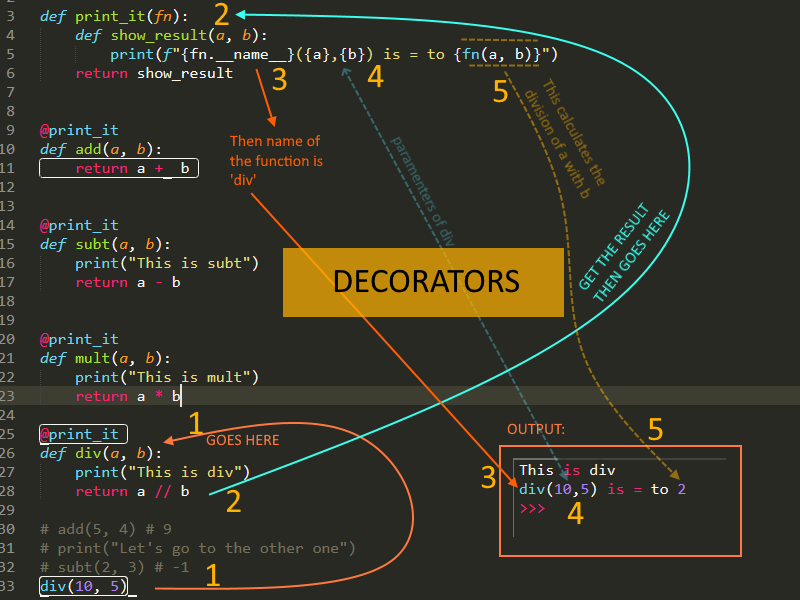 3 def print_it(fn): 2
4 def show_result(a, b):
5 print(f"{fn.__name__}({a},{b}) is = to {fn(a, b)}")
6 return show_result
3
4
5
7
8
9 @print_it
10 def add(a, b):
11 return a + b
12
13
14 @print_it
15 def subt(a, b):
16 print("This is subt")
17 return a - b
18
19
20 @print_it
21 def mult(a, b):
22 print("This is mult")
23 return a * b
24
25 @print_it
26 def div(a, b):
27 print("This is div")
28 return a // b
29
30 # add(5, 4) # 9
31 # print("Let's go to the other one")
32 # subt(2, 3) # -1
33 div(10, 5)
Then name of
the function is
'div'
paramenters of div
This calculates the
division of a with b
GET THE RESULT
THEN GOES HERE
DECORATORS
1
GOES HERE
2
1
OUTPUT:
5
3
This is div
div(10,5) is = to 2
>>>
4